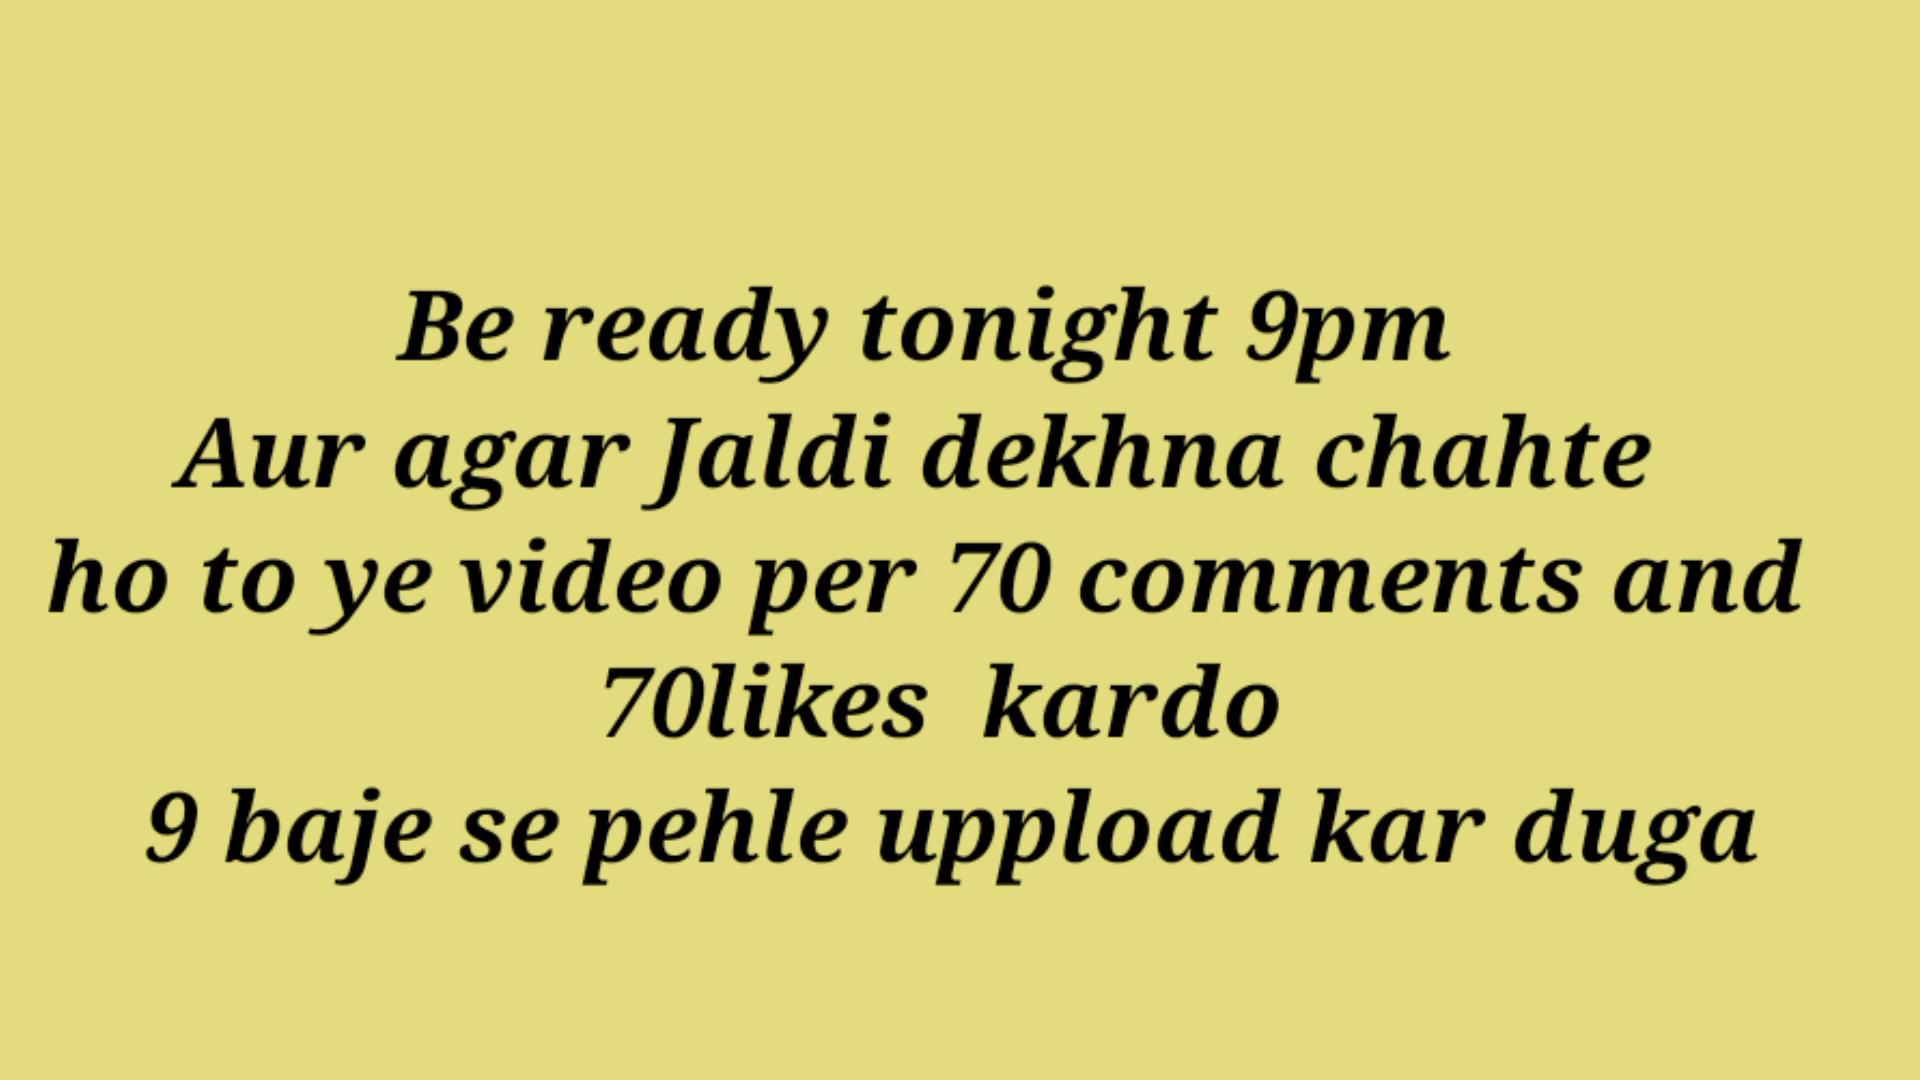 Be ready tonight 9pm
Aur agar Jaldi dekhna chahte
ho to ye video per 70 comments and
70likes  kardo
9 baje se pehle uppload kar duga